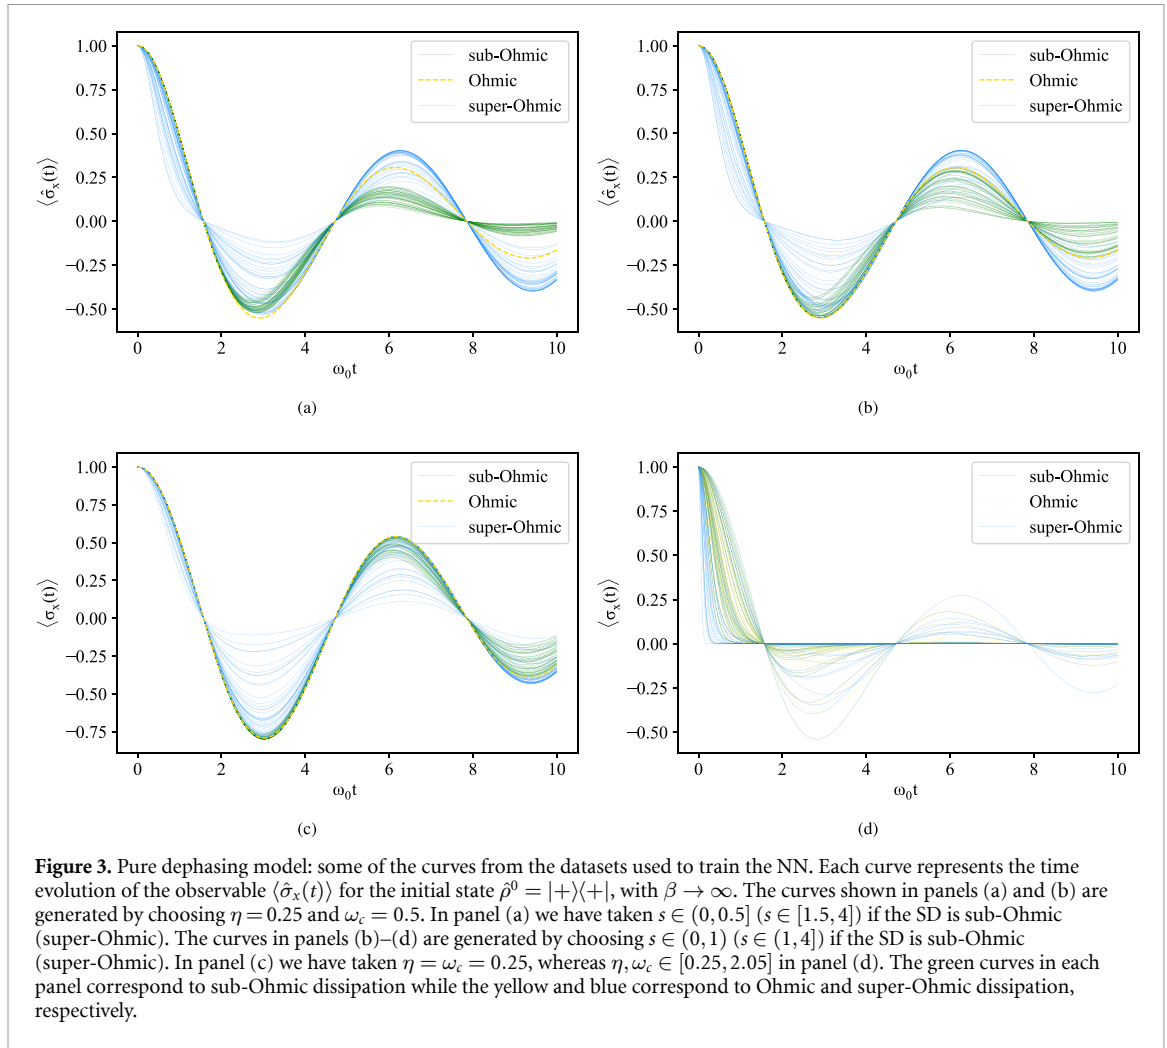 1.00
0.75
0.50
0.25
0.00
−0.25
−0.50
⟨σ̂x(t)⟩
sub-Ohmic
Ohmic
super-Ohmic
0 2 4 6 8 10
ω0t
(a)
1.00
0.75
0.50
0.25
0.00
−0.25
−0.50
⟨σ̂x(t)⟩
sub-Ohmic
Ohmic
super-Ohmic
0 2 4 6 8 10
ω0t
(b)
1.00
0.75
0.50
0.25
0.00
−0.25
−0.50
−0.75
⟨σx(t)⟩
sub-Ohmic
Ohmic
super-Ohmic
0 2 4 6 8 10
ω0t
(c)
1.00
0.75
0.50
0.25
0.00
−0.25
−0.50
⟨σx(t)⟩
sub-Ohmic
Ohmic
super-Ohmic
0 2 4 6 8 10
ω0t
(d)
Figure 3. Pure dephasing model: some of the curves from the datasets used to train the NN. Each curve represents the time
evolution of the observable ⟨σ̂x(t)⟩ for the initial state ρ̂⁰ = |+⟩⟨+|, with β → ∞. The curves shown in panels (a) and (b) are
generated by choosing η = 0.25 and ωc = 0.5. In panel (a) we have taken s ∈ (0, 0.5] (s ∈ [1.5, 4]) if the SD is sub-Ohmic
(super-Ohmic). The curves in panels (b)–(d) are generated by choosing s ∈ (0, 1) (s ∈ (1, 4]) if the SD is sub-Ohmic
(super-Ohmic). In panel (c) we have taken η = ωc = 0.25, whereas η, ωc ∈ [0.25, 2.05] in panel (d). The green curves in each
panel correspond to sub-Ohmic dissipation while the yellow and blue correspond to Ohmic and super-Ohmic dissipation,
respectively.